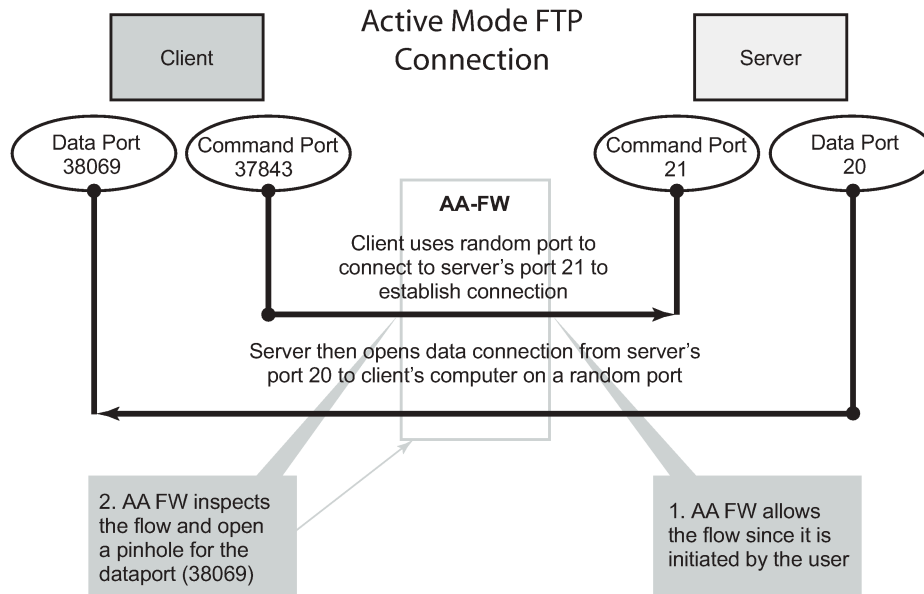 Active Mode FTP
Connection
Client
Server
Data Port
38069
Command Port
37843
Command Port
21
Data Port
20
AA-FW
Client uses random port to
connect to server's port 21 to
establish connection
Server then opens data connection from server's
port 20 to client's computer on a random port
2. AA FW inspects
the flow and open
a pinhole for the
dataport (38069)
1. AA FW allows
the flow since it is
initiated by the user